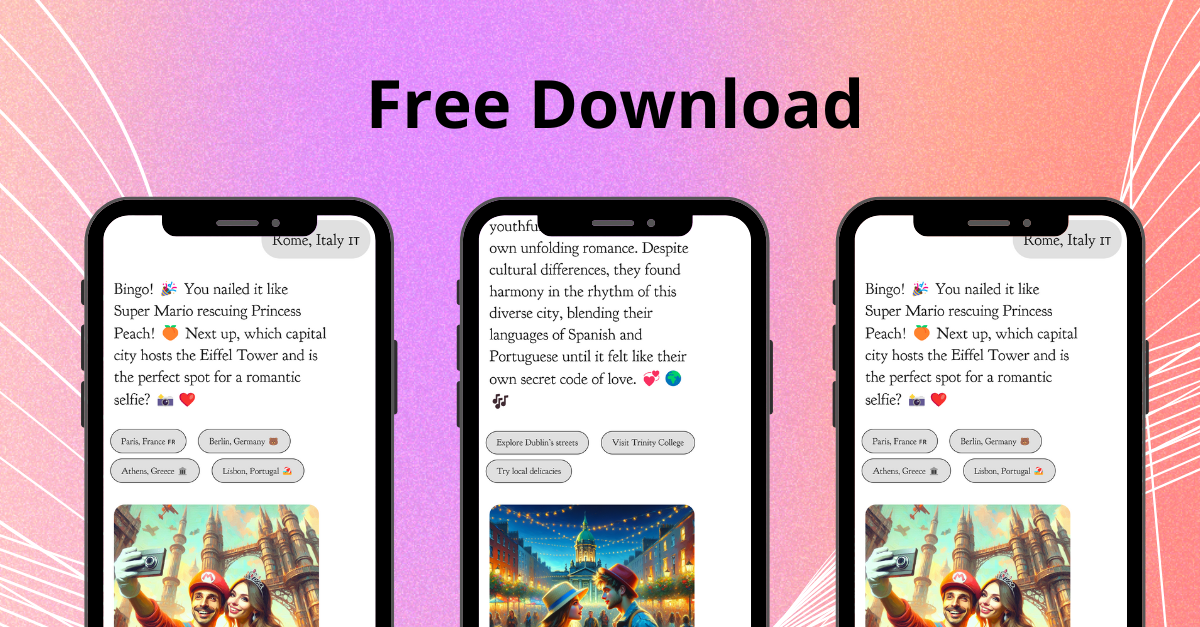 Free Download
Rome, Italy IT
Bingo! 🎉 You nailed it like
Super Mario rescuing Princess
Peach! 🍑 Next up, which capital
city hosts the Eiffel Tower and is
the perfect spot for a romantic
selfie? 📸 ❤️
Paris, France FR
Berlin, Germany 🐻
Athens, Greece 🏛️
Lisbon, Portugal 🏖️
own unfolding romance. Despite
cultural differences, they found
harmony in the rhythm of this
diverse city, blending their
languages of Spanish and
Portuguese until it felt like their
own secret code of love. 💞 🌍
🎶
Explore Dublin's streets
Visit Trinity College
Try local delicacies
Rome, Italy IT
Bingo! 🎉 You nailed it like
Super Mario rescuing Princess
Peach! 🍑 Next up, which capital
city hosts the Eiffel Tower and is
the perfect spot for a romantic
selfie? 📸 ❤️
Paris, France FR
Berlin, Germany 🐻
Athens, Greece 🏛️
Lisbon, Portugal 🏖️